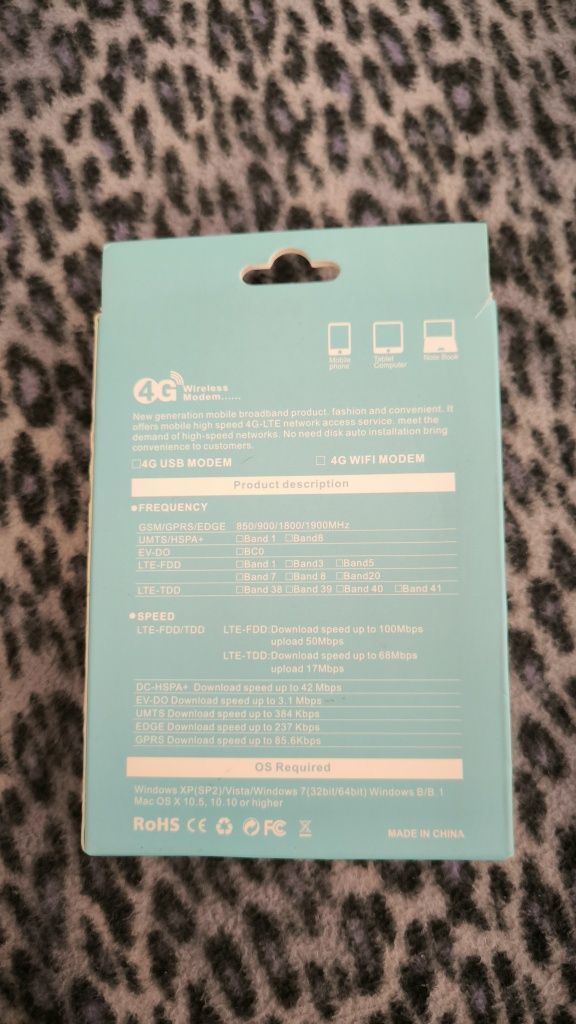 Mobile phone
Tablet Computer
Note Book
4G Wireless Modem......
New generation mobile broadband product. fashion and convenient. It
offers mobile high speed 4G-LTE network access service. meet the
demand of high-speed networks. No need disk auto installation bring
convenience to customers.
□4G USB MODEM □ 4G WIFI MODEM
Product description
●FREQUENCY
GSM/GPRS/EDGE 850/900/1800/1900MHz
UMTS/HSPA+ □Band 1 □Band8
EV-DO □BC0
LTE-FDD □Band 1 □Band3 □Band5
□Band 7 □Band 8 □Band20
LTE-TDD □Band 38 □Band 39 □Band 40 □Band 41
●SPEED
LTE-FDD/TDD LTE-FDD:Download speed up to 100Mbps
upload 50Mbps
LTE-TDD:Download speed up to 68Mbps
upload 17Mbps
DC-HSPA+ Download speed up to 42 Mbps
EV-DO Download speed up to 3.1 Mbps
UMTS Download speed up to 384 Kbps
EDGE Download speed up to 237 Kbps
GPRS Download speed up to 85.6Kbps
OS Required
Windows XP(SP2)/Vista/Windows 7(32bit/64bit) Windows B/B.1
Mac OS X 10.5, 10.10 or higher
RoHS CE FC
MADE IN CHINA